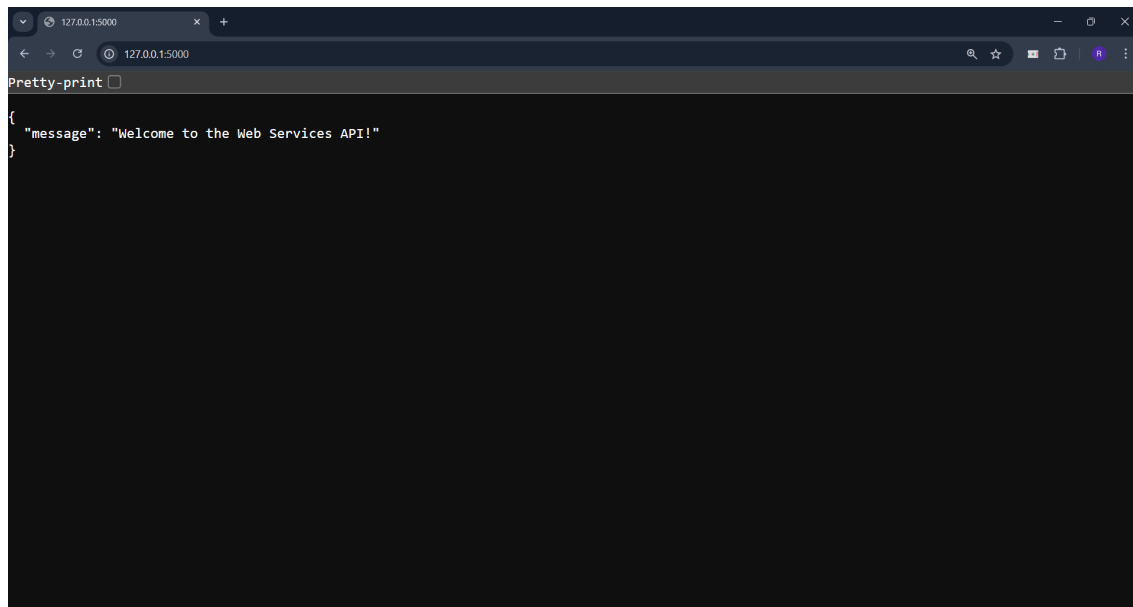 127.0.0.1:5000
127.0.0.1:5000
R
Pretty-print
{
"message": "Welcome to the Web Services API!"
}